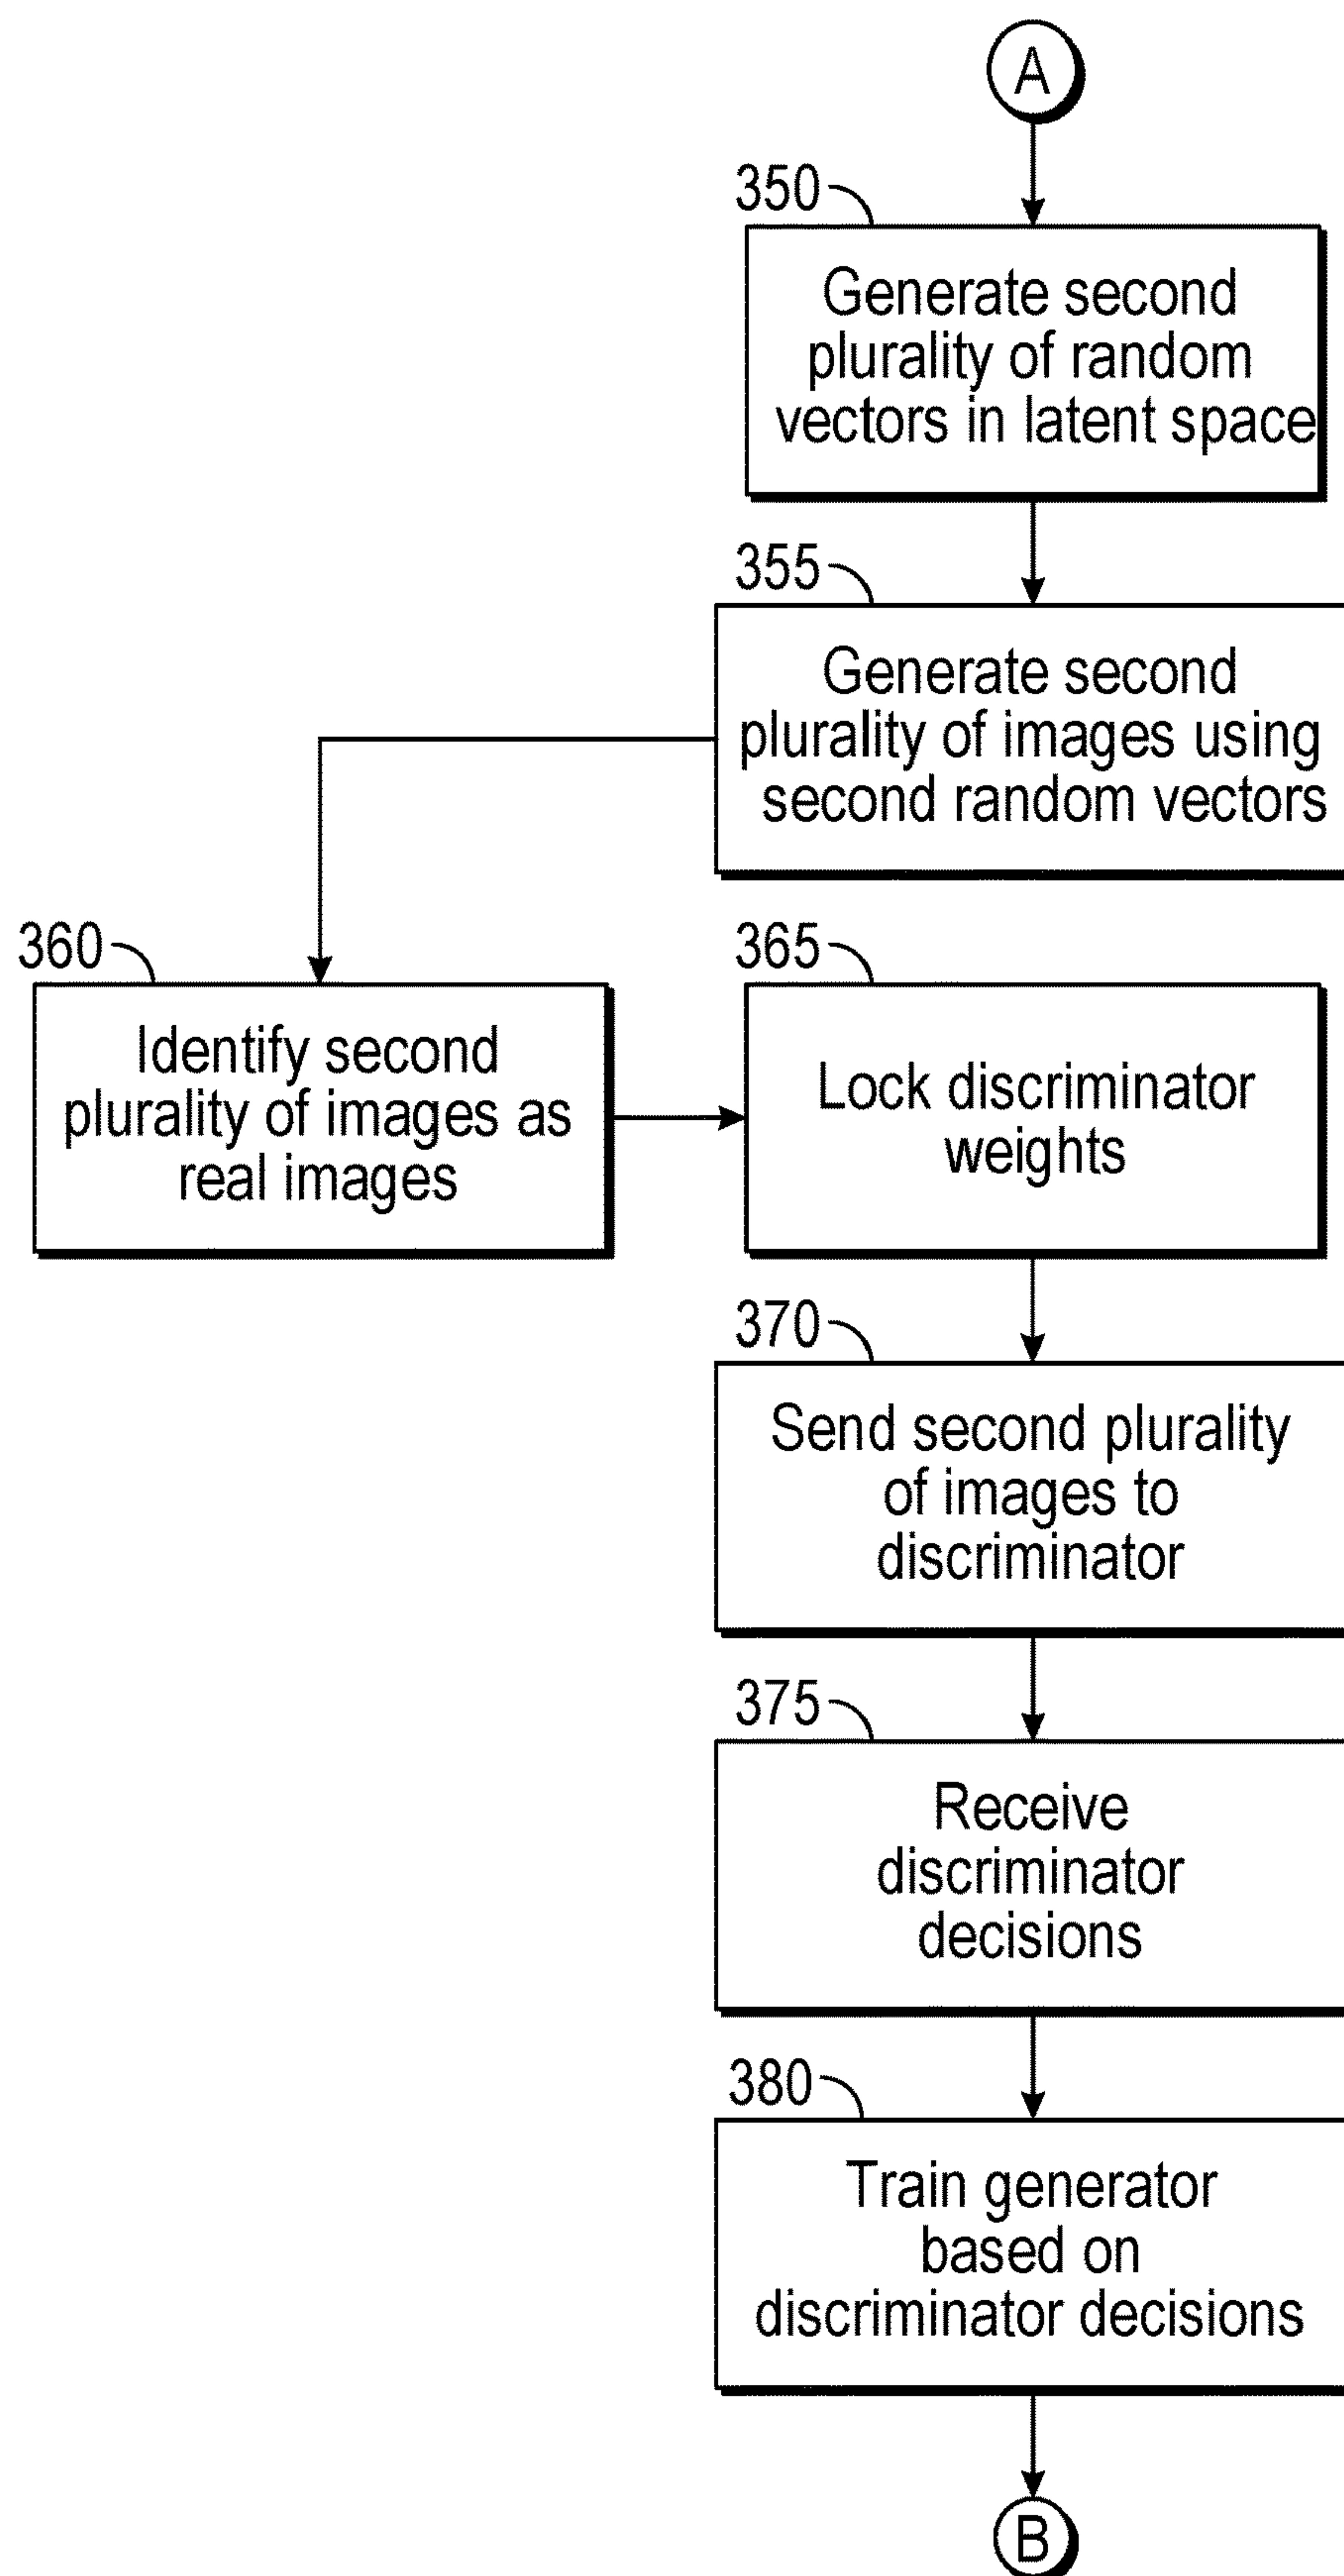 A
350
Generate second
plurality of random
vectors in latent space
355
Generate second
plurality of images using
second random vectors
360
Identify second
plurality of images as
real images
365
Lock discriminator
weights
370
Send second plurality
of images to
discriminator
375
Receive
discriminator
decisions
380
Train generator
based on
discriminator decisions
B